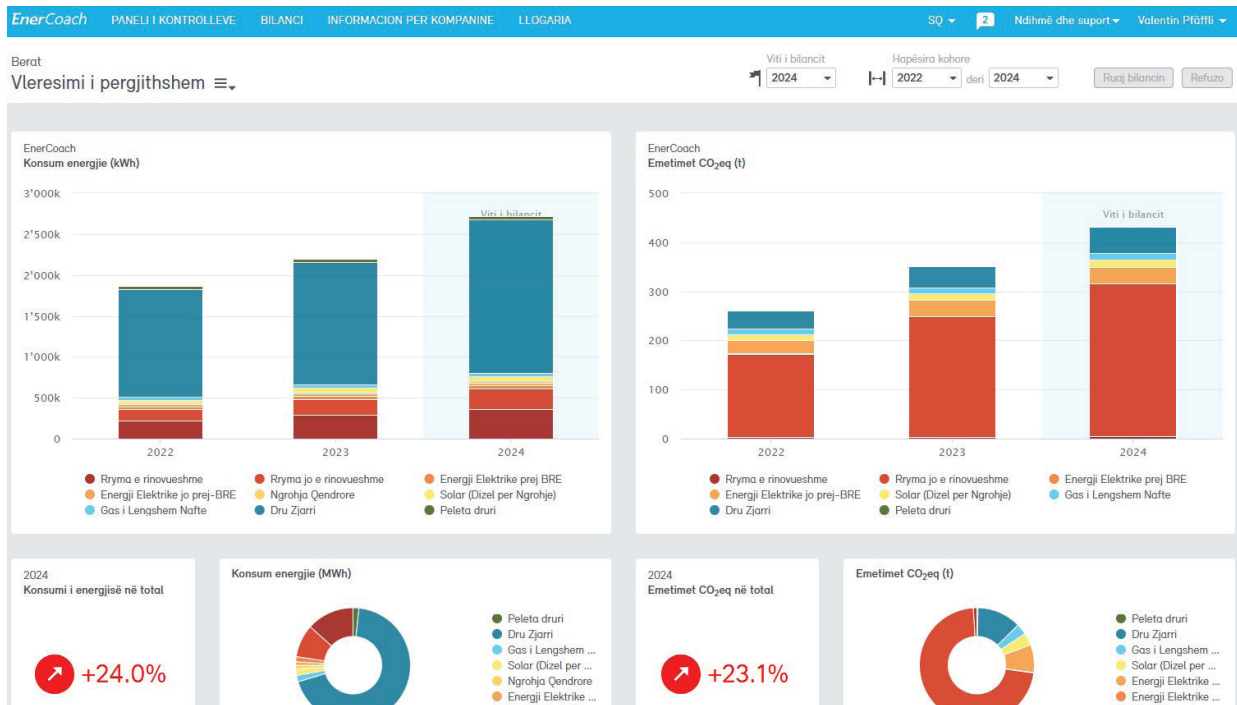 EnerCoach PANELI I KONTROLLEVE BILANCI INFORMACION PER KOMPANINE LLOGARIA SQ 2 Ndihmë dhe suport Valentin Pfäffli
Berat
Vleresimi i pergjithshem
Viti i bilancit
2024
Hapësira kohore
2022 deri 2024
Ruaj bilancin Refuzo
EnerCoach
Konsum energjie (kWh)
3'000k
2'500k
2'000k
1'500k
1'000k
500k
0
Viti i bilancit
2022 2023 2024
Rryma e rinovueshme Rryma jo e rinovueshme Energji Elektrike prej BRE
Energji Elektrike jo prej-BRE Ngrohja Qendrore Solar (Dizel per Ngrohje)
Gas i Lengshem Nafte Dru Zjarri Peleta druri
EnerCoach
Emetimet CO₂eq (t)
500
400
300
200
100
0
Viti i bilancit
2022 2023 2024
Rryma e rinovueshme Rryma jo e rinovueshme Energji Elektrike prej BRE
Energji Elektrike jo prej-BRE Solar (Dizel per Ngrohje) Gas i Lengshem Nafte
Dru Zjarri Peleta druri
2024
Konsumi i energjisë në total
+24.0%
Konsum energjie (MWh)
Peleta druri
Dru Zjarri
Gas i Lengshem ...
Solar (Dizel per ...
Ngrohja Qendrore
Energji Elektrike ...
2024
Emetimet CO₂eq në total
+23.1%
Emetimet CO₂eq (t)
Peleta druri
Dru Zjarri
Gas i Lengshem ...
Solar (Dizel per ...
Energji Elektrike ...
Energji Elektrike ...